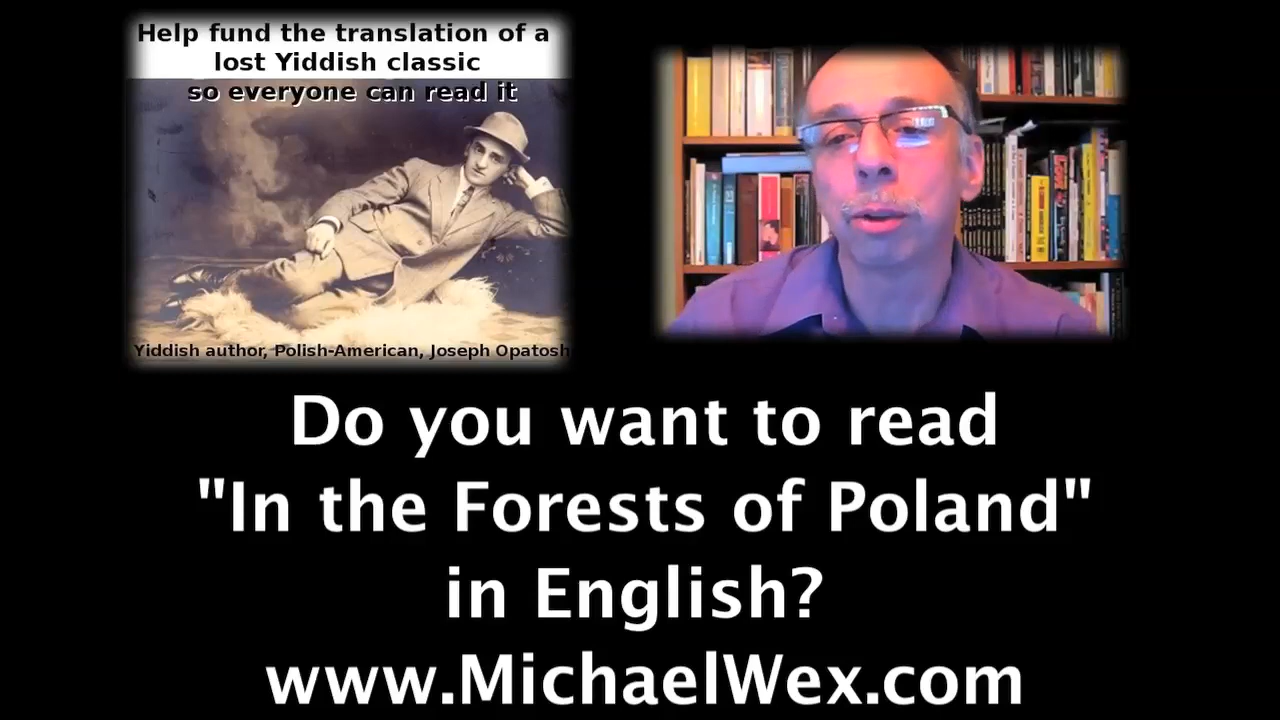 Help fund the translation of a
lost Yiddish classic
so everyone can read it
Yiddish author, Polish-American, Joseph Opatosh
Do you want to read
"In the Forests of Poland"
in English?
www.MichaelWex.com